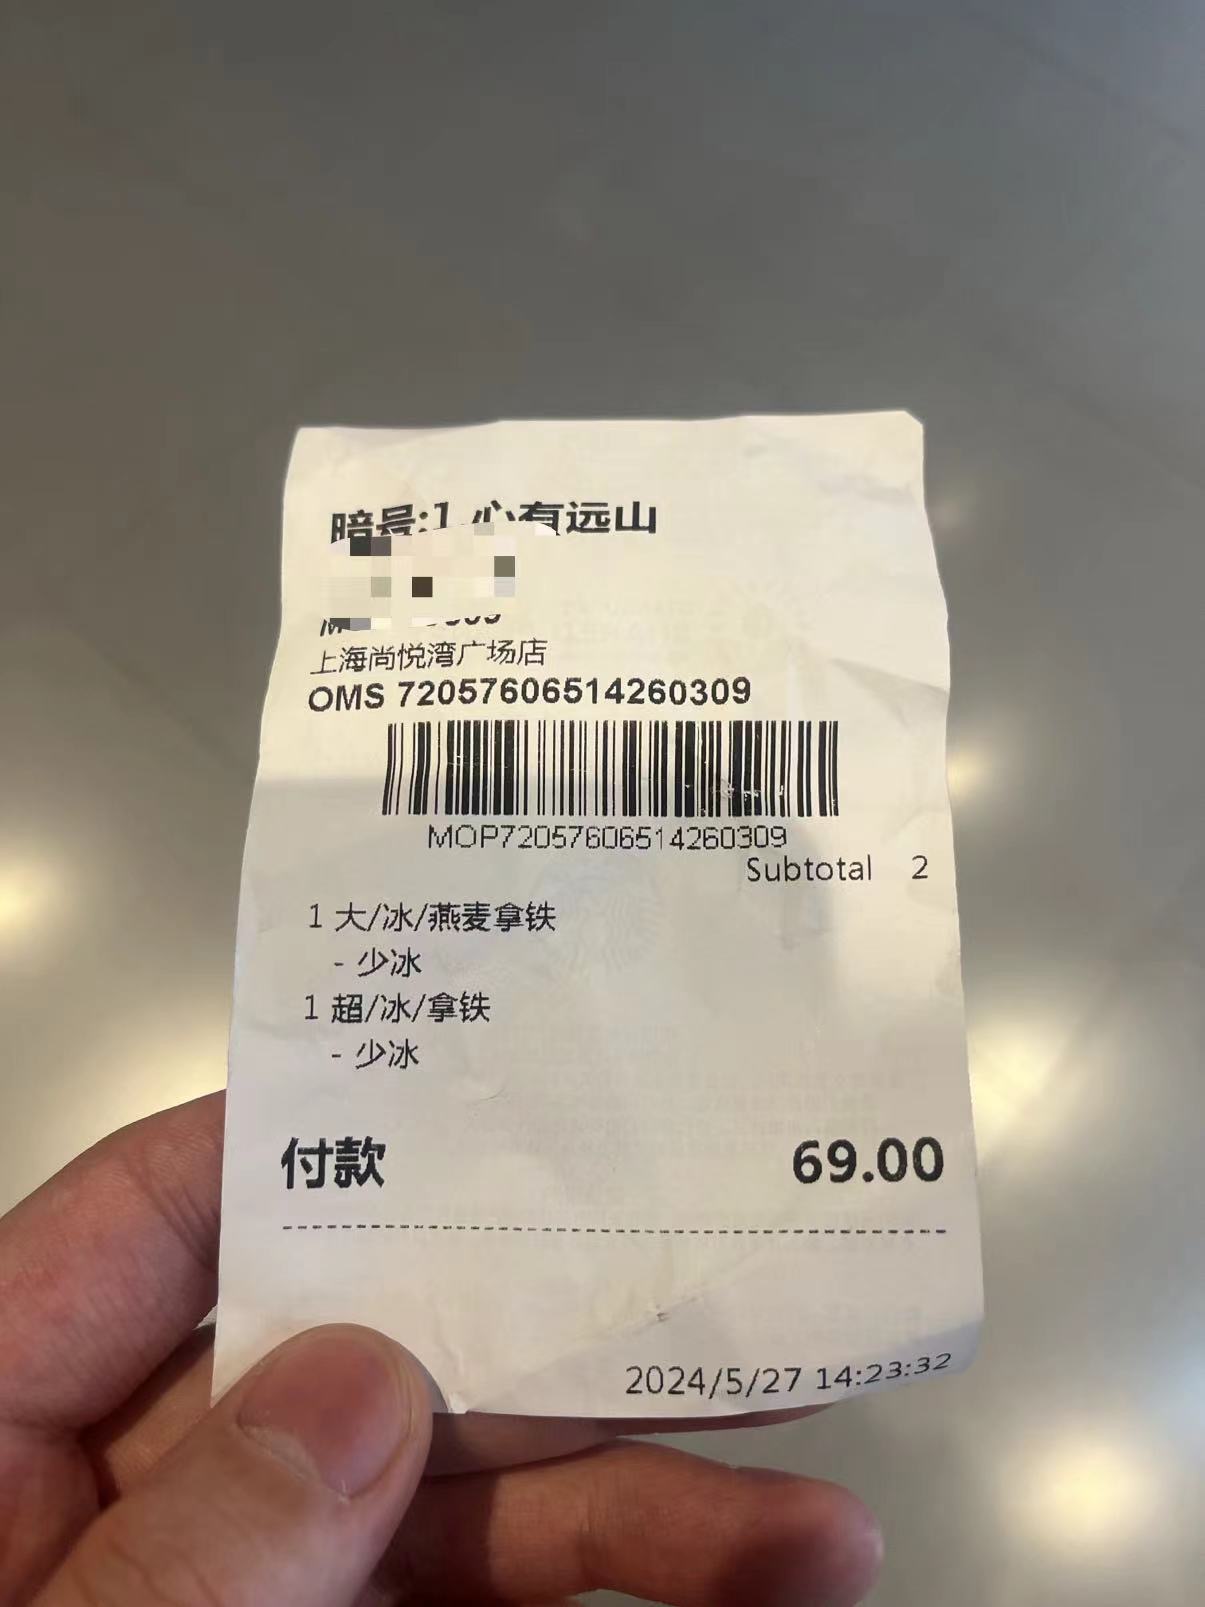 暗号:1 心有远山
上海尚悦湾广场店
OMS 72057606514260309
MOP72057606514260309
Subtotal 2
1 大/冰/燕麦拿铁
- 少冰
1 超/冰/拿铁
- 少冰
付款 69.00
2024/5/27 14:23:32